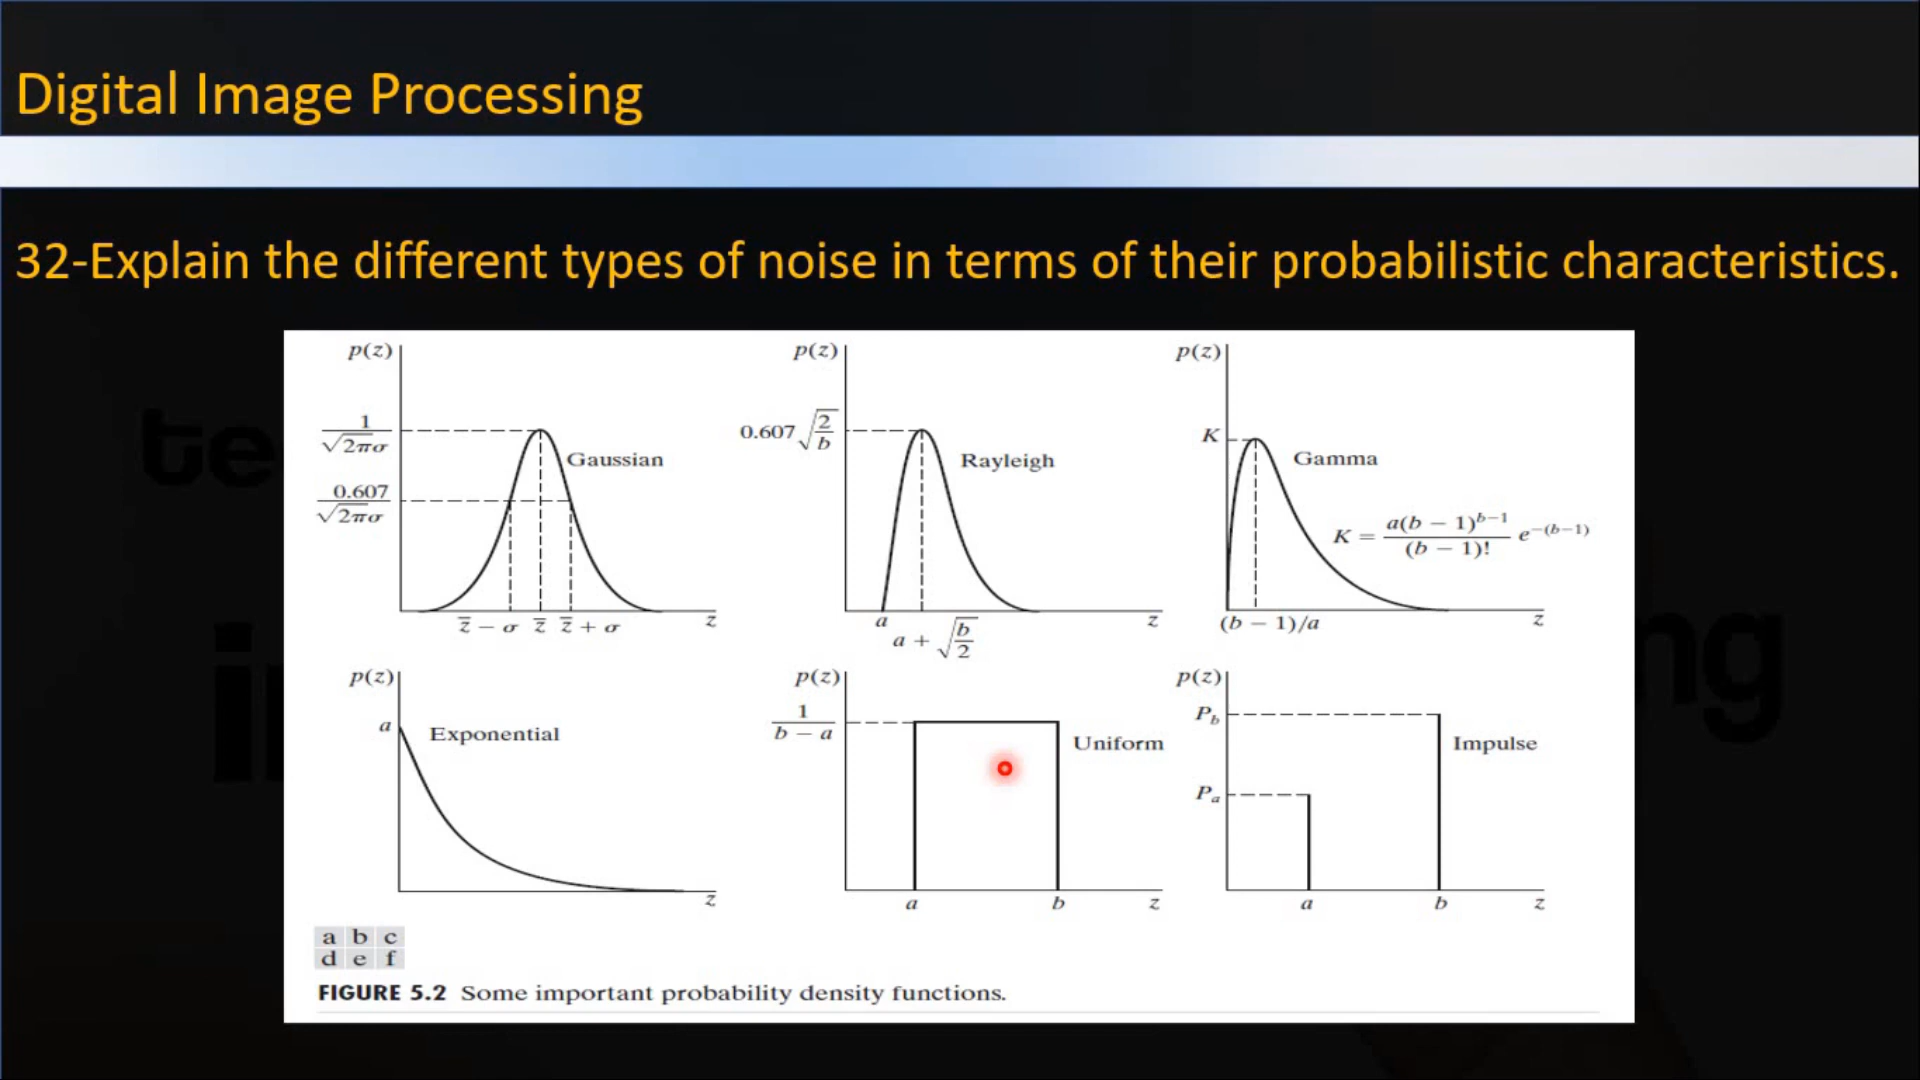 Digital Image Processing
32-Explain the different types of noise in terms of their probabilistic characteristics.
p(z)
1/√2πσ
0.607/√2πσ
Gaussian
z̄ − σ z̄ z̄ + σ z
p(z)
0.607√2/b
Rayleigh
a z
a + √b/2
p(z)
K
Gamma
K = a(b − 1)^b−1/(b − 1)! e^−(b−1)
(b − 1)/a z
p(z)
a
Exponential
z
p(z)
1/b − a
Uniform
a b z
p(z)
P_b
Impulse
P_a
a b z
a b c
d e f
FIGURE 5.2 Some important probability density functions.